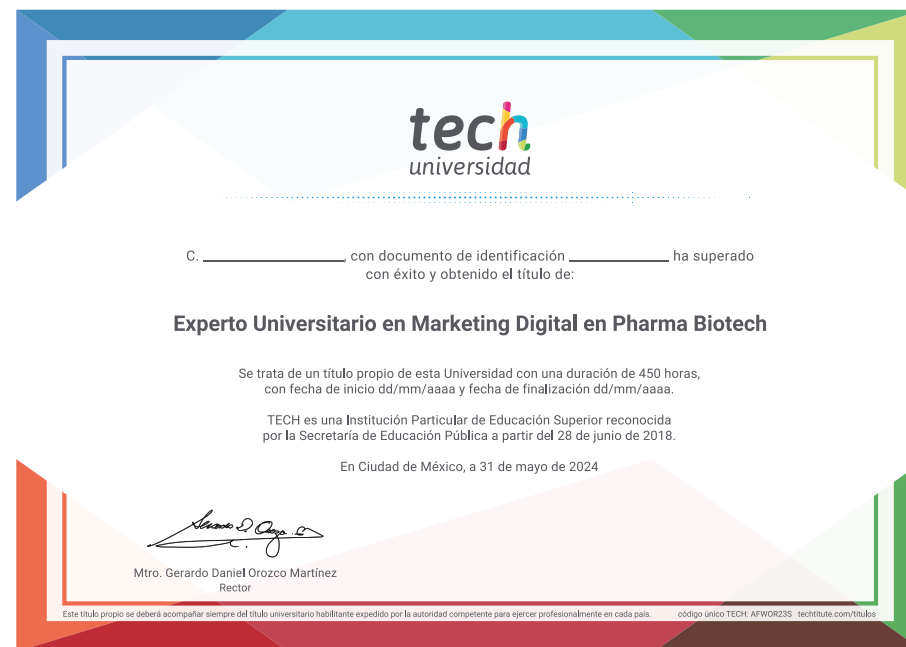 tech
universidad
C. ____________, con documento de identificación ____________ ha superado
con éxito y obtenido el título de:
Experto Universitario en Marketing Digital en Pharma Biotech
Se trata de un título propio de esta Universidad con una duración de 450 horas,
con fecha de inicio dd/mm/aaaa y fecha de finalización dd/mm/aaaa.
TECH es una Institución Particular de Educación Superior reconocida
por la Secretaría de Educación Pública a partir del 28 de junio de 2018.
En Ciudad de México, a 31 de mayo de 2024
Mtro. Gerardo Daniel Orozco Martínez
Rector
Este título propio se deberá acompañar siempre del título universitario habilitante expedido por la autoridad competente para ejercer profesionalmente en cada país. código único TECH: AFWOR23S techtitute.com/titulos